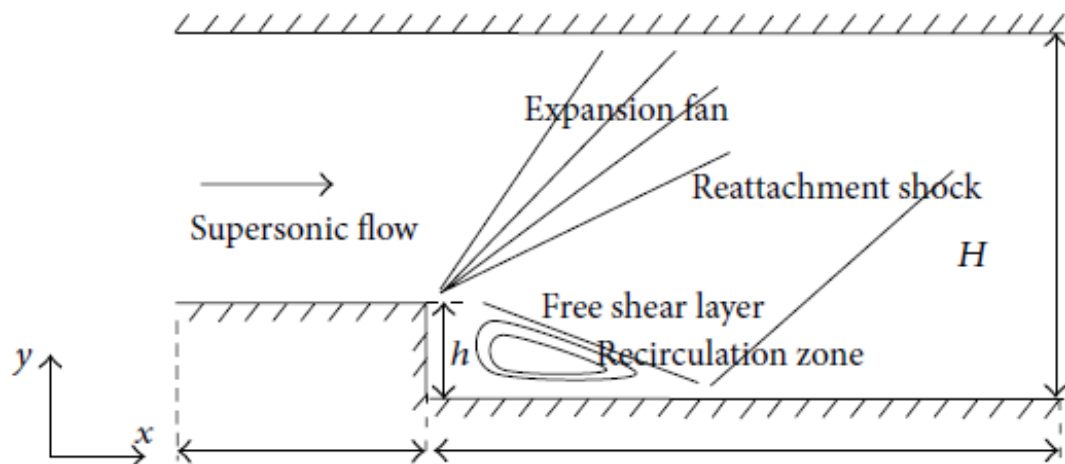 Expansion fan
Reattachment shock
Supersonic flow
H
Free shear layer
y
h
Recirculation zone
x